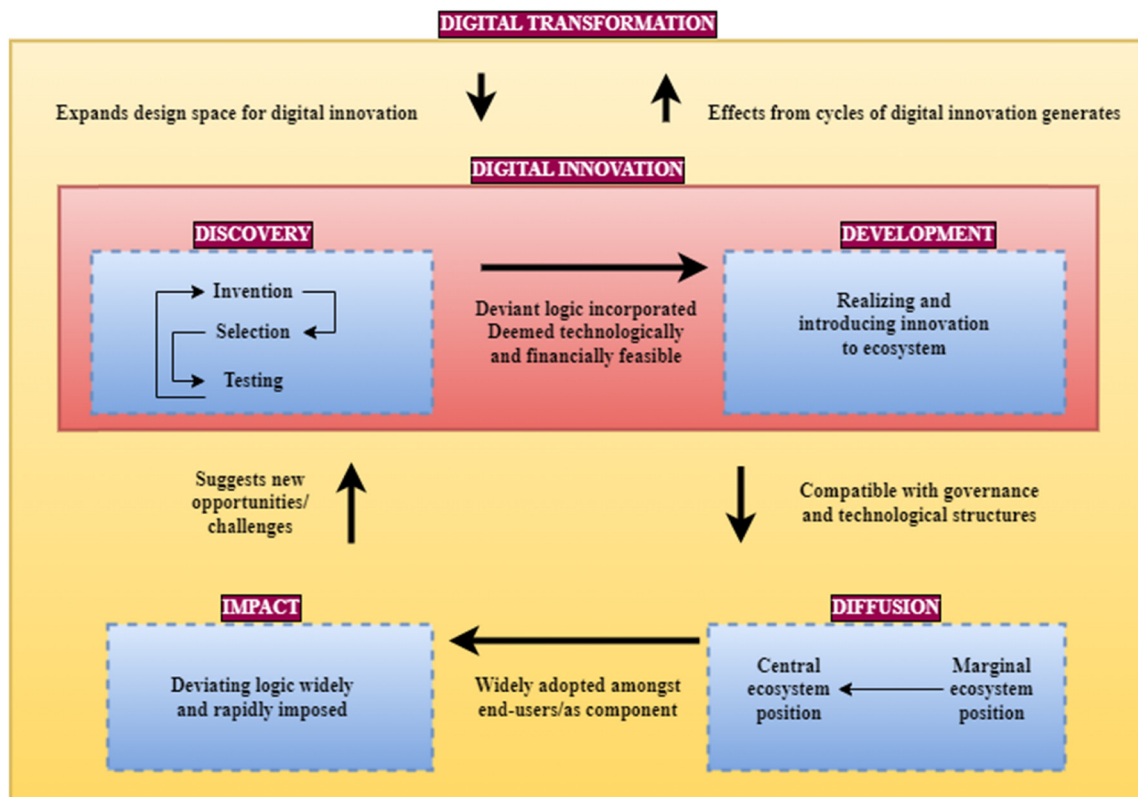 DIGITAL TRANSFORMATION
Expands design space for digital innovation
Effects from cycles of digital innovation generates
DIGITAL INNOVATION
DISCOVERY
Invention
Selection
Testing
Deviant logic incorporated
Deemed technologically
and financially feasible
DEVELOPMENT
Realizing and
introducing innovation
to ecosystem
Suggests new
opportunities/
challenges
Compatible with governance
and technological structures
IMPACT
Deviating logic widely
and rapidly imposed
Widely adopted amongst
end-users/as component
DIFFUSION
Central
ecosystem
position
Marginal
ecosystem
position